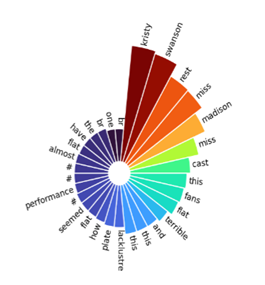 kristy
swanson
rest
miss
madison
miss
cast
this
fans
flat
terrible
and
this
this
lacklustre
plate
how
flat
seemed
#
performance
#
#
almost
flat
have
the
br
one
br